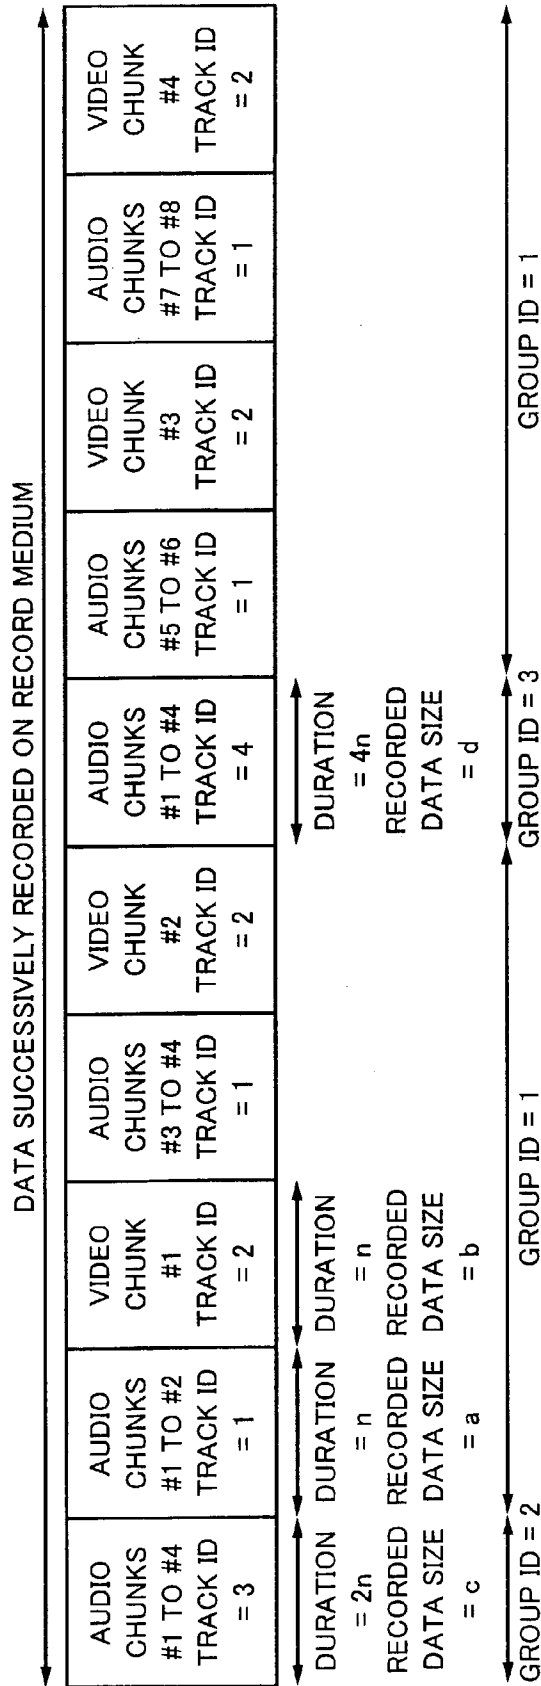 DATA SUCCESSIVELY RECORDED ON RECORD MEDIUM
AUDIO
CHUNKS
#1 TO #4
TRACK ID
= 3
AUDIO
CHUNKS
#1 TO #2
TRACK ID
= 1
VIDEO
CHUNK
#1
TRACK ID
= 2
AUDIO
CHUNKS
#3 TO #4
TRACK ID
= 1
VIDEO
CHUNK
#2
TRACK ID
= 2
AUDIO
CHUNKS
#1 TO #4
TRACK ID
= 4
AUDIO
CHUNKS
#5 TO #6
TRACK ID
= 1
VIDEO
CHUNK
#3
TRACK ID
= 2
AUDIO
CHUNKS
#7 TO #8
TRACK ID
= 1
VIDEO
CHUNK
#4
TRACK ID
= 2
DURATION
= 2n
RECORDED
DATA SIZE
= c
DURATION
= n
RECORDED
DATA SIZE
= a
DURATION
= n
RECORDED
DATA SIZE
= b
DURATION
= 4n
RECORDED
DATA SIZE
= d
GROUP ID = 2
GROUP ID = 1
GROUP ID = 3
GROUP ID = 1